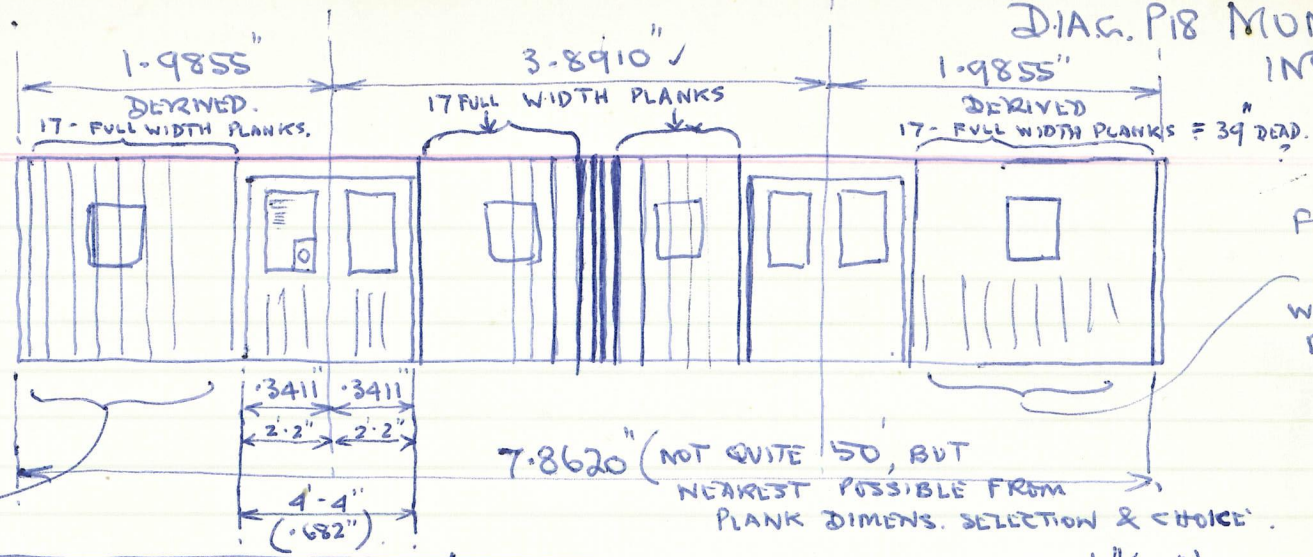 DIAG. P18 MU
IN
1.9855"
3.8910" ✓
1.9855"
DERIVED.
17 FULL WIDTH PLANKS
DERIVED
17 - FULL WIDTH PLANKS.
17 - FULL WIDTH PLANKS = 39" DEAD.
?
.3411" .3411"
2'.2" 2'.2"
7.8620" (NOT QUITE 50', BUT
NEAREST POSSIBLE FROM
PLANK DIMENS. SELECTION & CHOICE.
4'-4"
(.682")